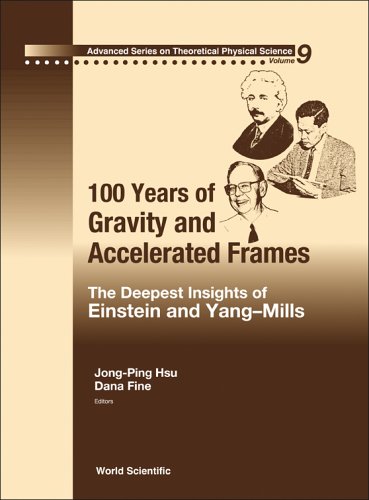 Advanced Series on Theoretical Physical Science
Volume 9
100 Years of
Gravity and
Accelerated Frames
The Deepest Insights of
Einstein and Yang–Mills
Jong-Ping Hsu
Dana Fine
Editors
World Scientific